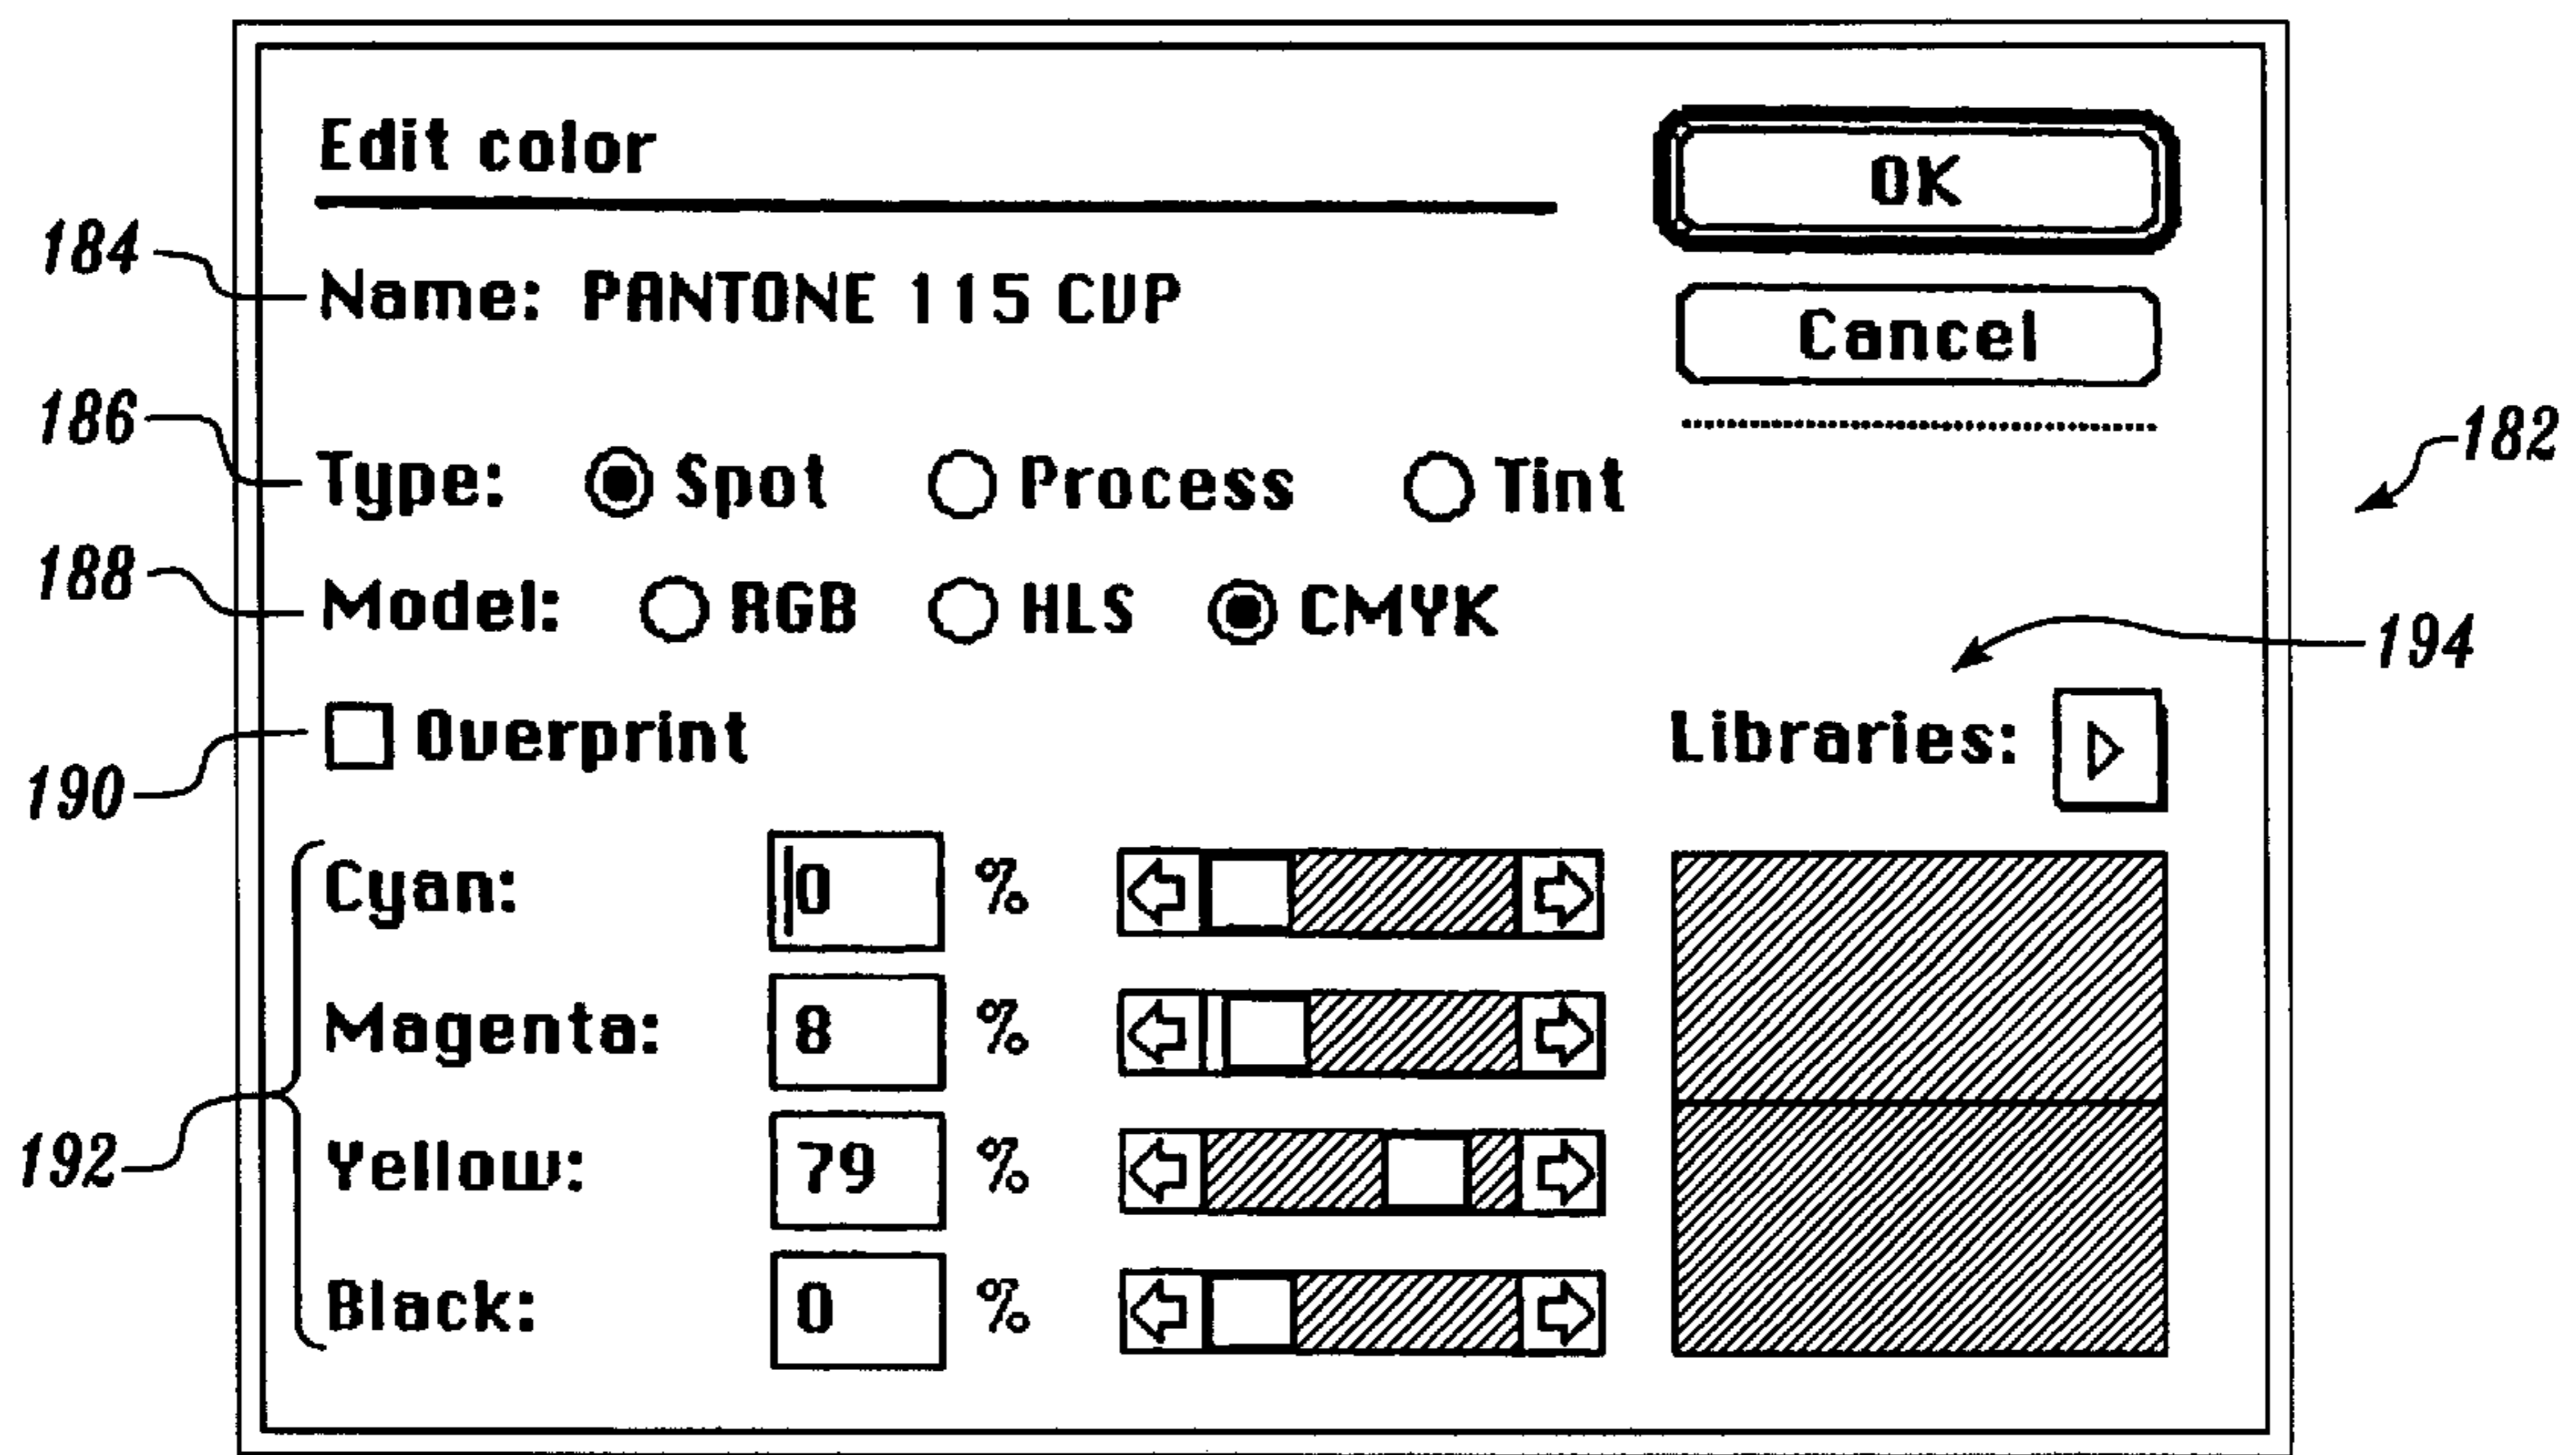 Edit color
OK
184
Name: PANTONE 115 CVP
Cancel
186
Type: Spot Process Tint
182
188
Model: RGB HLS CMYK
194
190
Overprint
Libraries:
Cyan: 0 %
Magenta: 8 %
192
Yellow: 79 %
Black: 0 %